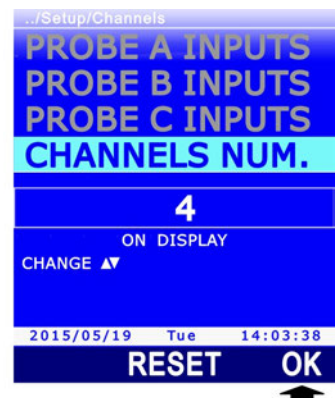 ../Setup/Channels
PROBE A INPUTS
PROBE B INPUTS
PROBE C INPUTS
CHANNELS NUM.
4
ON DISPLAY
CHANGE ▲▼
2015/05/19 Tue 14:03:38
RESET OK